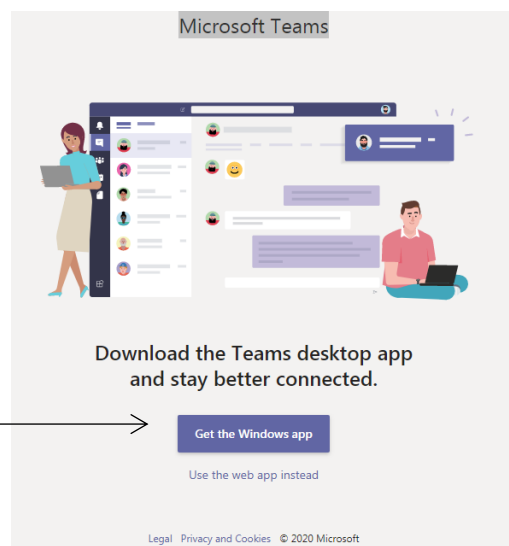 Microsoft Teams
Download the Teams desktop app
and stay better connected.
Get the Windows app
Use the web app instead
Legal Privacy and Cookies © 2020 Microsoft